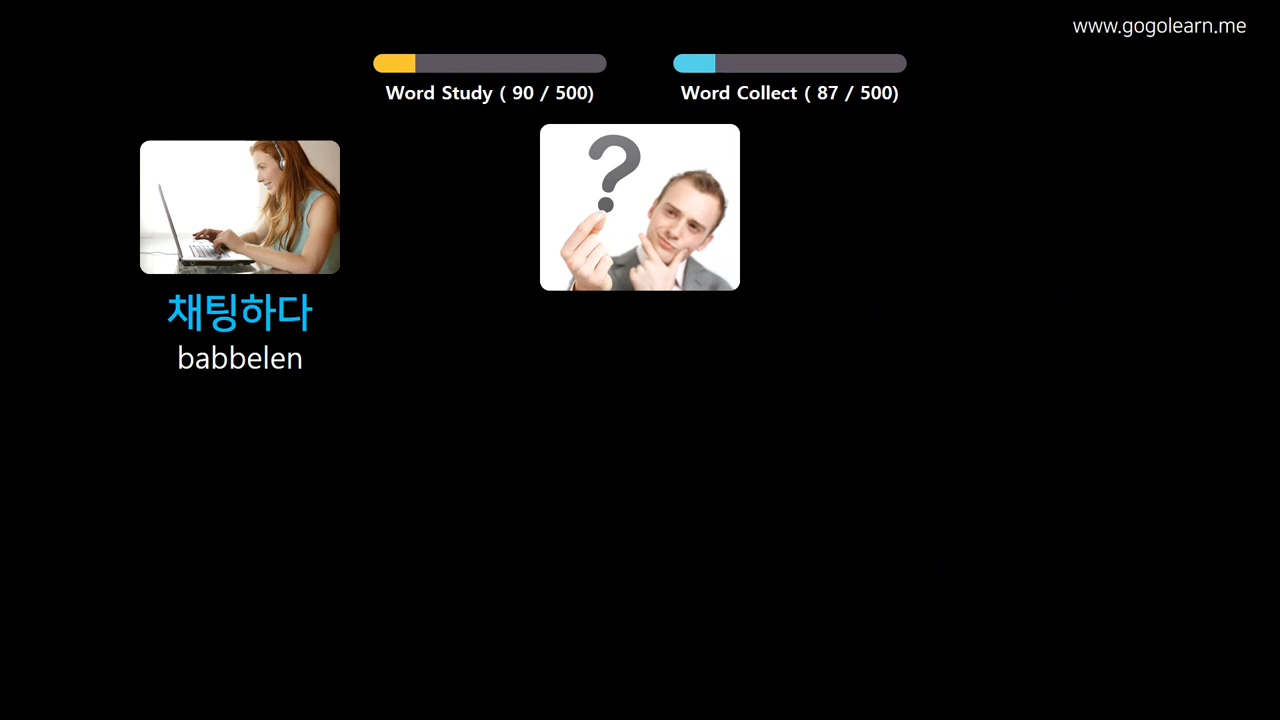 www.gogolearn.me
Word Study ( 90 / 500)
Word Collect ( 87 / 500)
?
채팅하다
babbelen